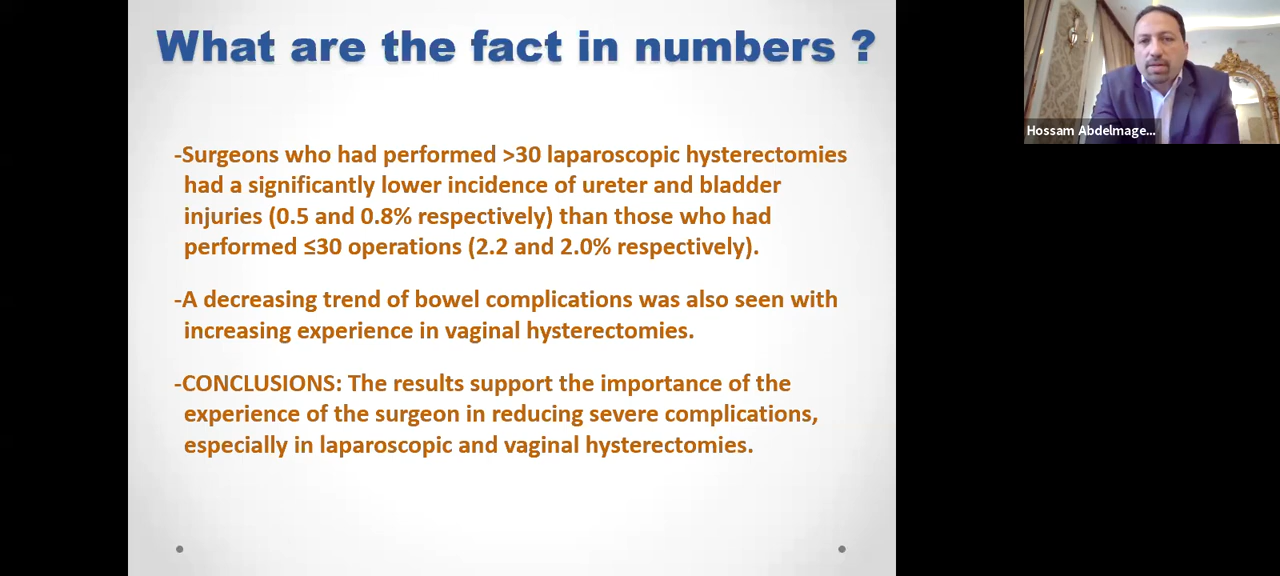 What are the fact in numbers ?
-Surgeons who had performed >30 laparoscopic hysterectomies
had a significantly lower incidence of ureter and bladder
injuries (0.5 and 0.8% respectively) than those who had
performed ≤30 operations (2.2 and 2.0% respectively).
-A decreasing trend of bowel complications was also seen with
increasing experience in vaginal hysterectomies.
-CONCLUSIONS: The results support the importance of the
experience of the surgeon in reducing severe complications,
especially in laparoscopic and vaginal hysterectomies.
Hossam Abdelmage...